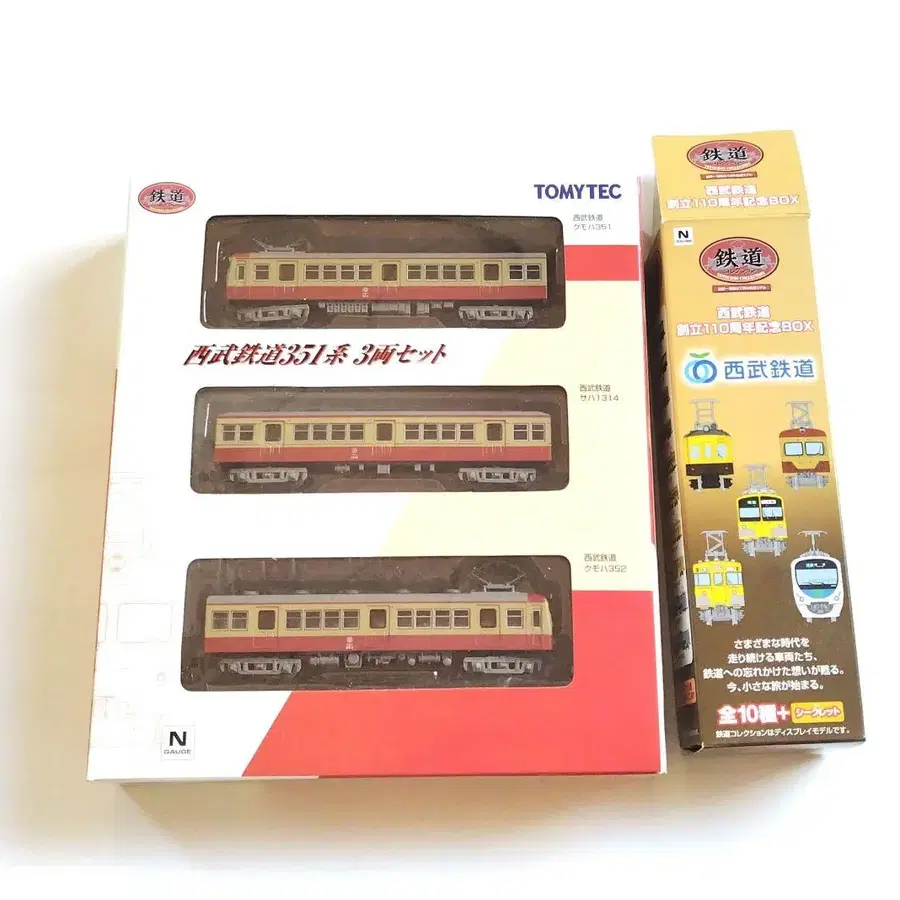 鉄道
TOMYTEC
西武鉄道
クモハ351
西武鉄道351系 3両セット
西武鉄道
サハ1314
西武鉄道
クモハ352
N
GAUGE
鉄道
西武鉄道
創立110周年記念BOX
N
GAUGE
鉄道
コレクション
西武鉄道
創立110周年記念BOX
西武鉄道
さまざまな時代を
走り続ける車両たち、
鉄道への忘れかけた想いが甦る。
今、小さな旅が始まる。
全10種+シークレット
鉄道コレクションはディスプレイモデルです。